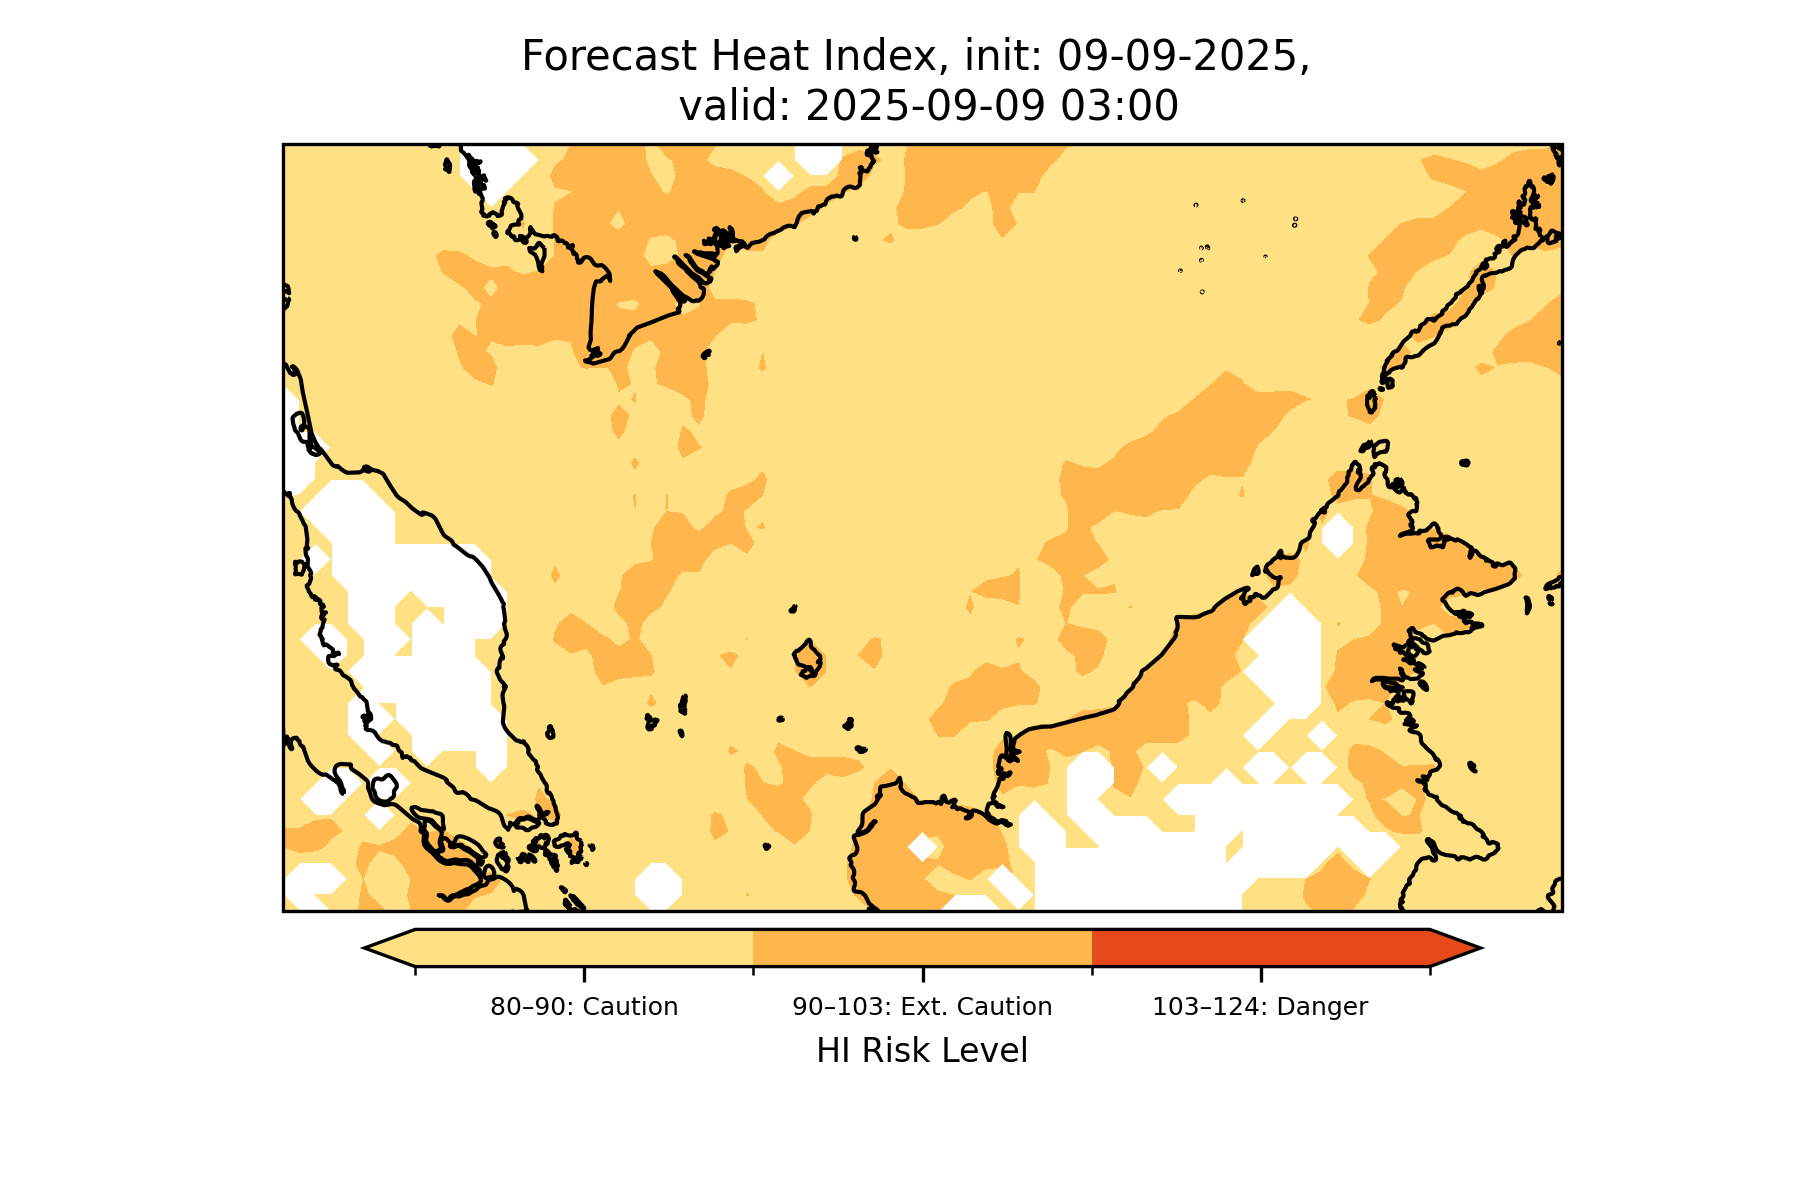 Forecast Heat Index, init: 09-09-2025,
valid: 2025-09-09 03:00
80–90: Caution
90–103: Ext. Caution
103–124: Danger
HI Risk Level